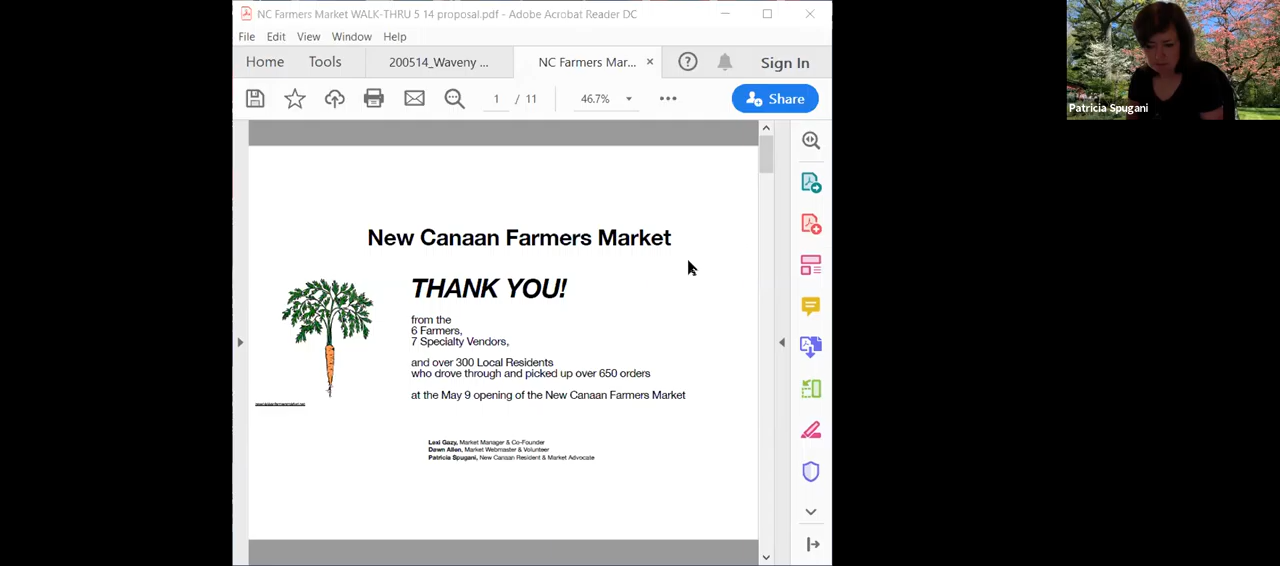 NC Farmers Market WALK-THRU 5 14 proposal.pdf - Adobe Acrobat Reader DC
File Edit View Window Help
Home Tools 200514_Waveny ... NC Farmers Mar... × ? Sign In
1 / 11 46.7% Share
Patricia Spugani
New Canaan Farmers Market
THANK YOU!
from the
6 Farmers,
7 Specialty Vendors,
and over 300 Local Residents
who drove through and picked up over 650 orders
at the May 9 opening of the New Canaan Farmers Market
Lexi Gazy, Market Manager & Co-Founder
Dawn Allen, Market Webmaster & Volunteer
Patricia Spugani, New Canaan Resident & Market Advocate